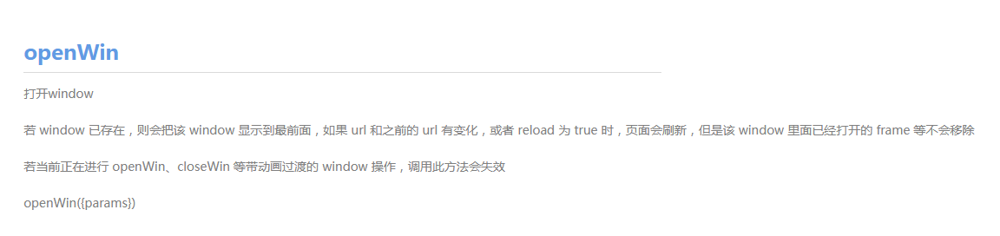 openWin
打开window
若 window 已存在，则会把该 window 显示到最前面，如果 url 和之前的 url 有变化，或者 reload 为 true 时，页面会刷新，但是该 window 里面已经打开的 frame 等不会移除
若当前正在进行 openWin、closeWin 等带动画过渡的 window 操作，调用此方法会失效
openWin({params})